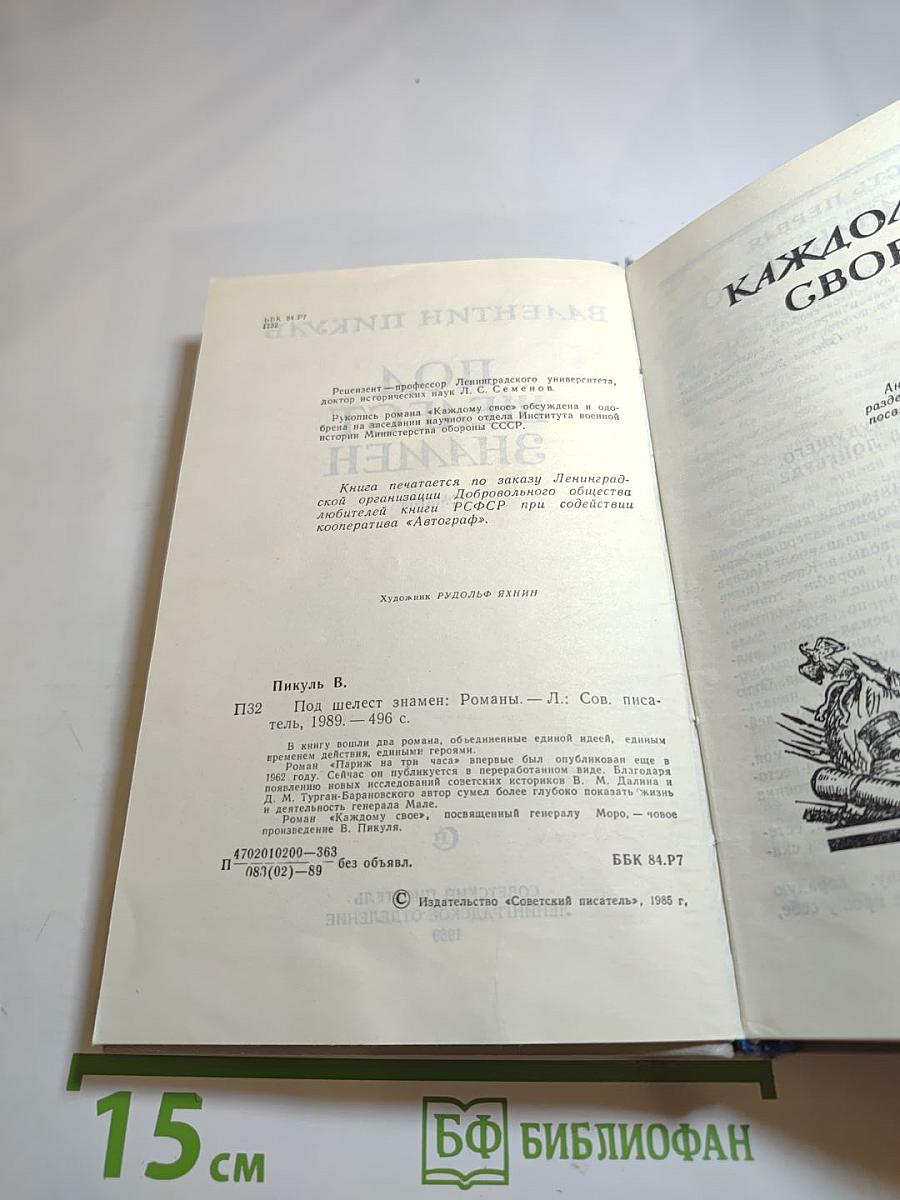 ББК 84.Р7
П32
Рецензент — профессор Ленинградского университета,
доктор исторических наук Л. С. Семенов.
Рукопись романа «Каждому свое» обсуждена и одо-
брена на заседании научного отдела Института военной
истории Министерства обороны СССР.
Книга печатается по заказу Ленинград-
ской организации Добровольного общества
любителей книги РСФСР при содействии
кооператива «Автограф».
Художник РУДОЛЬФ ЯХНИН
Пикуль В.
П32 Под шелест знамен: Романы. — Л.: Сов. писа-
тель, 1989. — 496 с.
В книгу вошли два романа, объединенные единой идеей, единым
временем действия, едиными героями.
Роман «Париж на три часа» впервые был опубликован еще в
1962 году. Сейчас он публикуется в переработанном виде. Благодаря
появлению новых исследований советских историков В. М. Далина и
Д. М. Турган-Барановского автор сумел более глубоко показать жизнь
и деятельность генерала Мале.
Роман «Каждому свое», посвященный генералу Моро, — новое
произведение В. Пикуля.
П 4702010200—363
083(02)—89 без объявл.
ББК 84.Р7
© Издательство «Советский писатель», 1985 г,
КАЖДО
СВО
Ан
разде
посв
15 см
БФ БИБЛИОФАН